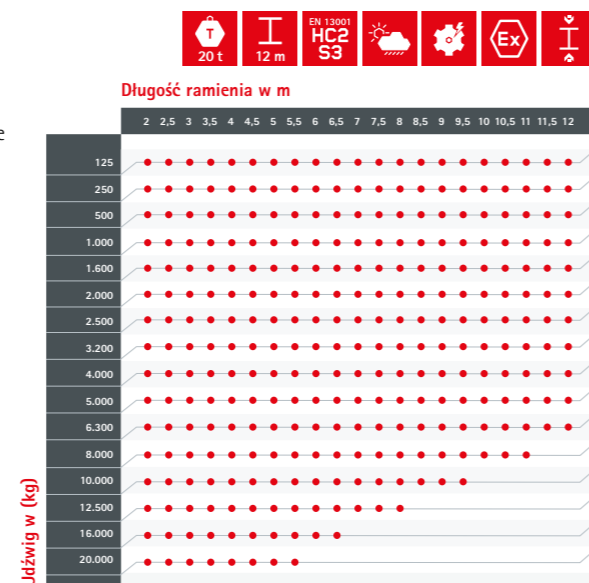 T
20 t
12 m
EN 13001
HC2
S3
Ex
Długość ramienia w m
e
2 2,5 3 3,5 4 4,5 5 5,5 6 6,5 7 7,5 8 8,5 9 9,5 10 10,5 11 11,5 12
125
250
500
1.000
1.600
2.000
2.500
3.200
4.000
5.000
6.300
8.000
10.000
12.500
16.000
20.000
Udźwig w (kg)